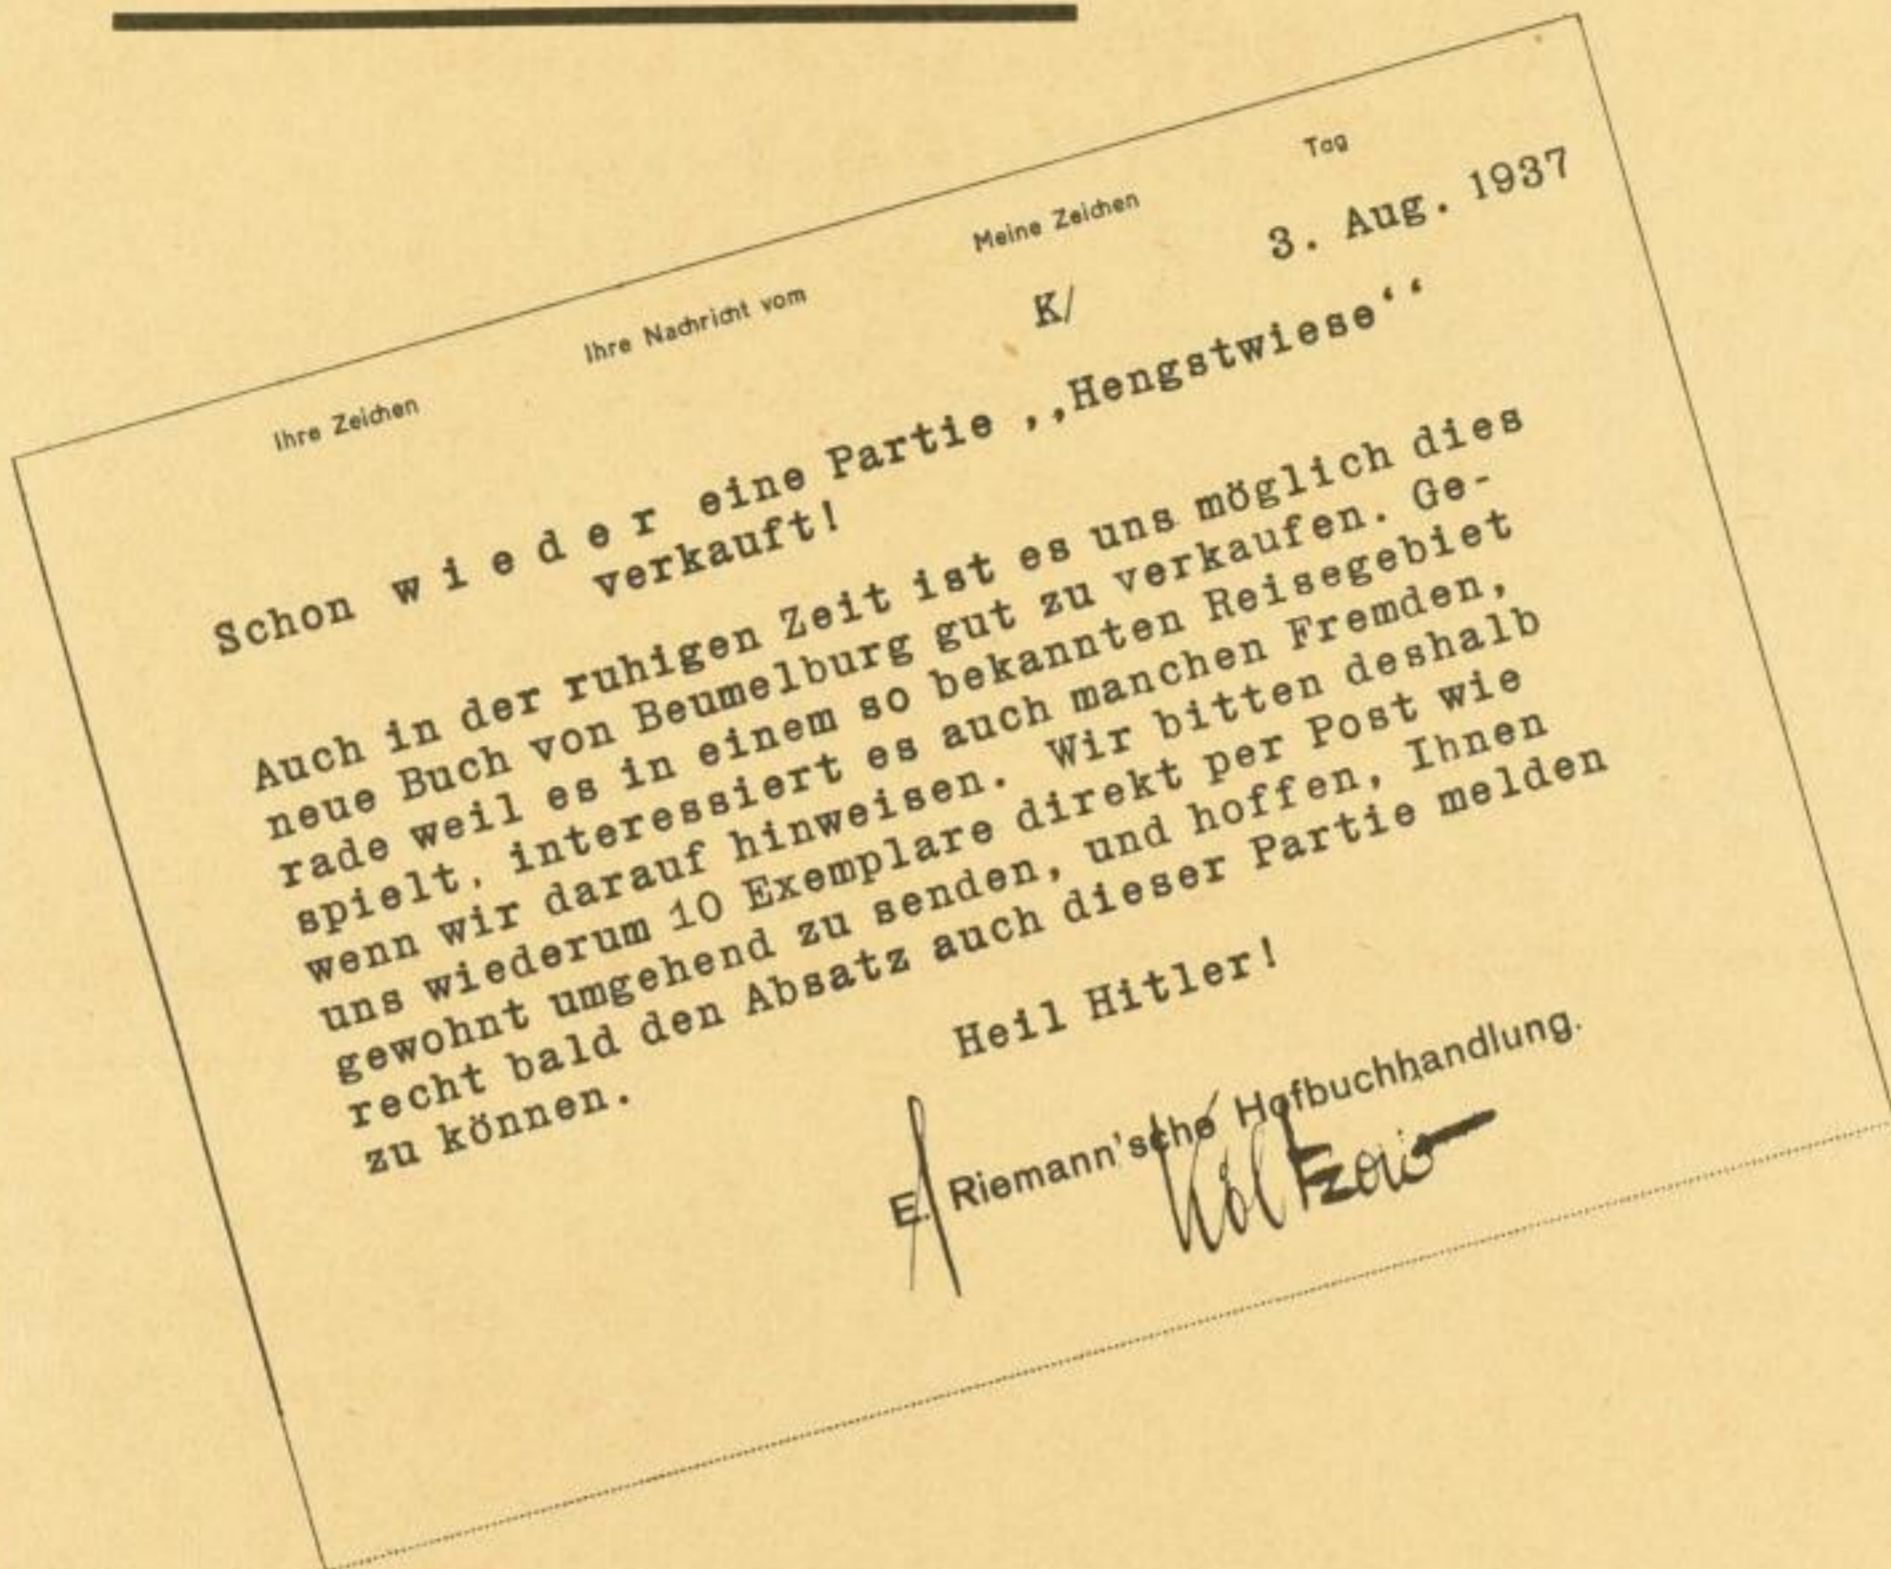 Ihre Zeichen Ihre Nachricht vom Meine Zeichen Tag
K/ 3. Aug. 1937
Schon w i e d e r eine Partie ,,Hengstwiese‘‘
verkauft!
Auch in der ruhigen Zeit ist es uns möglich dies
neue Buch von Beumelburg gut zu verkaufen. Ge-
rade weil es in einem so bekannten Reisegebiet
spielt, interessiert es auch manchen Fremden,
wenn wir darauf hinweisen. Wir bitten deshalb
uns wiederum 10 Exemplare direkt per Post wie
gewohnt umgehend zu senden, und hoffen, Ihnen
recht bald den Absatz auch dieser Partie melden
zu können.
Heil Hitler!
E. Riemann'sche Hofbuchhandlung.